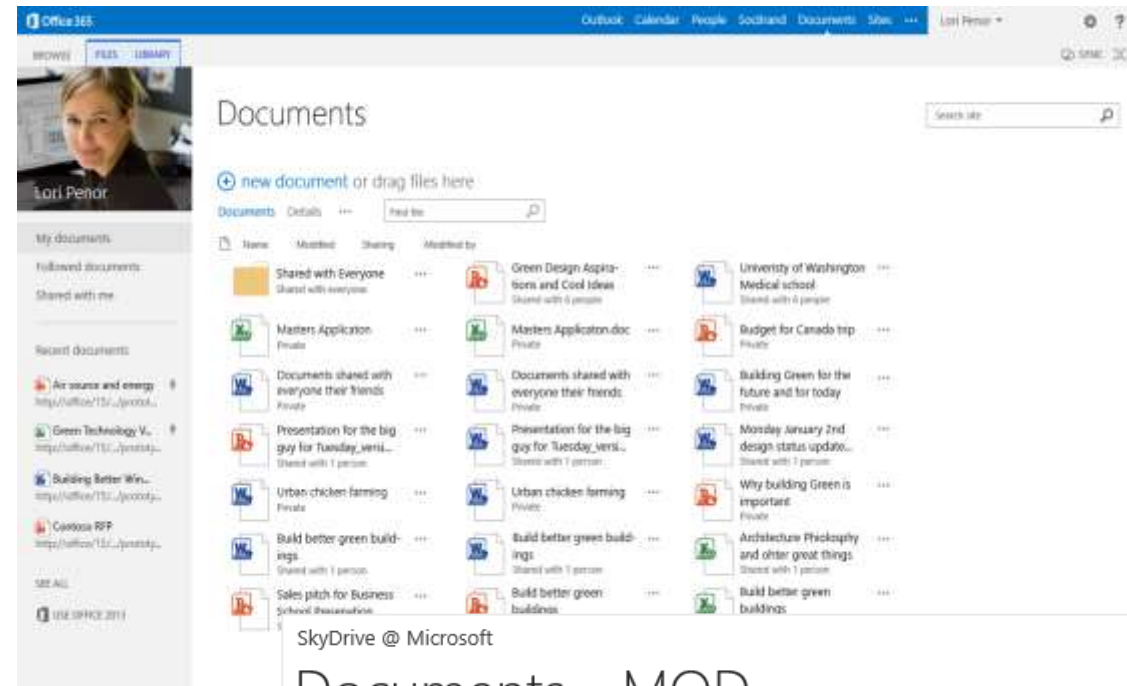 Office 365
Outlook Calendar People Documents Sites ··· Lori Penor
?
BROWSE FILES LIBRARY
SYNC
Documents
Search site
Lori Penor
new document or drag files here
Documents Details ··· Find file
Name Modified Sharing Modified by
My documents
Followed documents
Shared with me
Recent documents
Air source and energy
Green Technology V...
Building Better Win...
Contoso RFP
SEE ALL
USE OFFICE 2013
Shared with Everyone ···
Shared with everyone
Green Design Aspira-
tions and Cool Ideas
Shared with 6 people
Univeristy of Washington
Medical school
Shared with 6 people
Masters Applicaton ···
Private
Masters Applicaton.doc ···
Private
Budget for Canada trip ···
Private
Documents shared with
everyone their friends
Private
Documents shared with
everyone their friends
Private
Building Green for the
future and for today
Private
Presentation for the big
guy for Tuesday_versi...
Shared with 1 person
Presentation for the big
guy for Tuesday_versi...
Shared with 1 person
Monday January 2nd
design status update...
Shared with 1 person
Urban chicken farming ···
Private
Urban chicken farming ···
Private
Why building Green is
important
Private
Build better green build-
ings
Shared with 1 person
Build better green build-
ings
Shared with 1 person
Architecture Phiolosphy
and ohter great things
Shared with 1 person
Sales pitch for Business
School Presenation
Build better green
buildings
Build better green
buildings
SkyDrive @ Microsoft
Documents